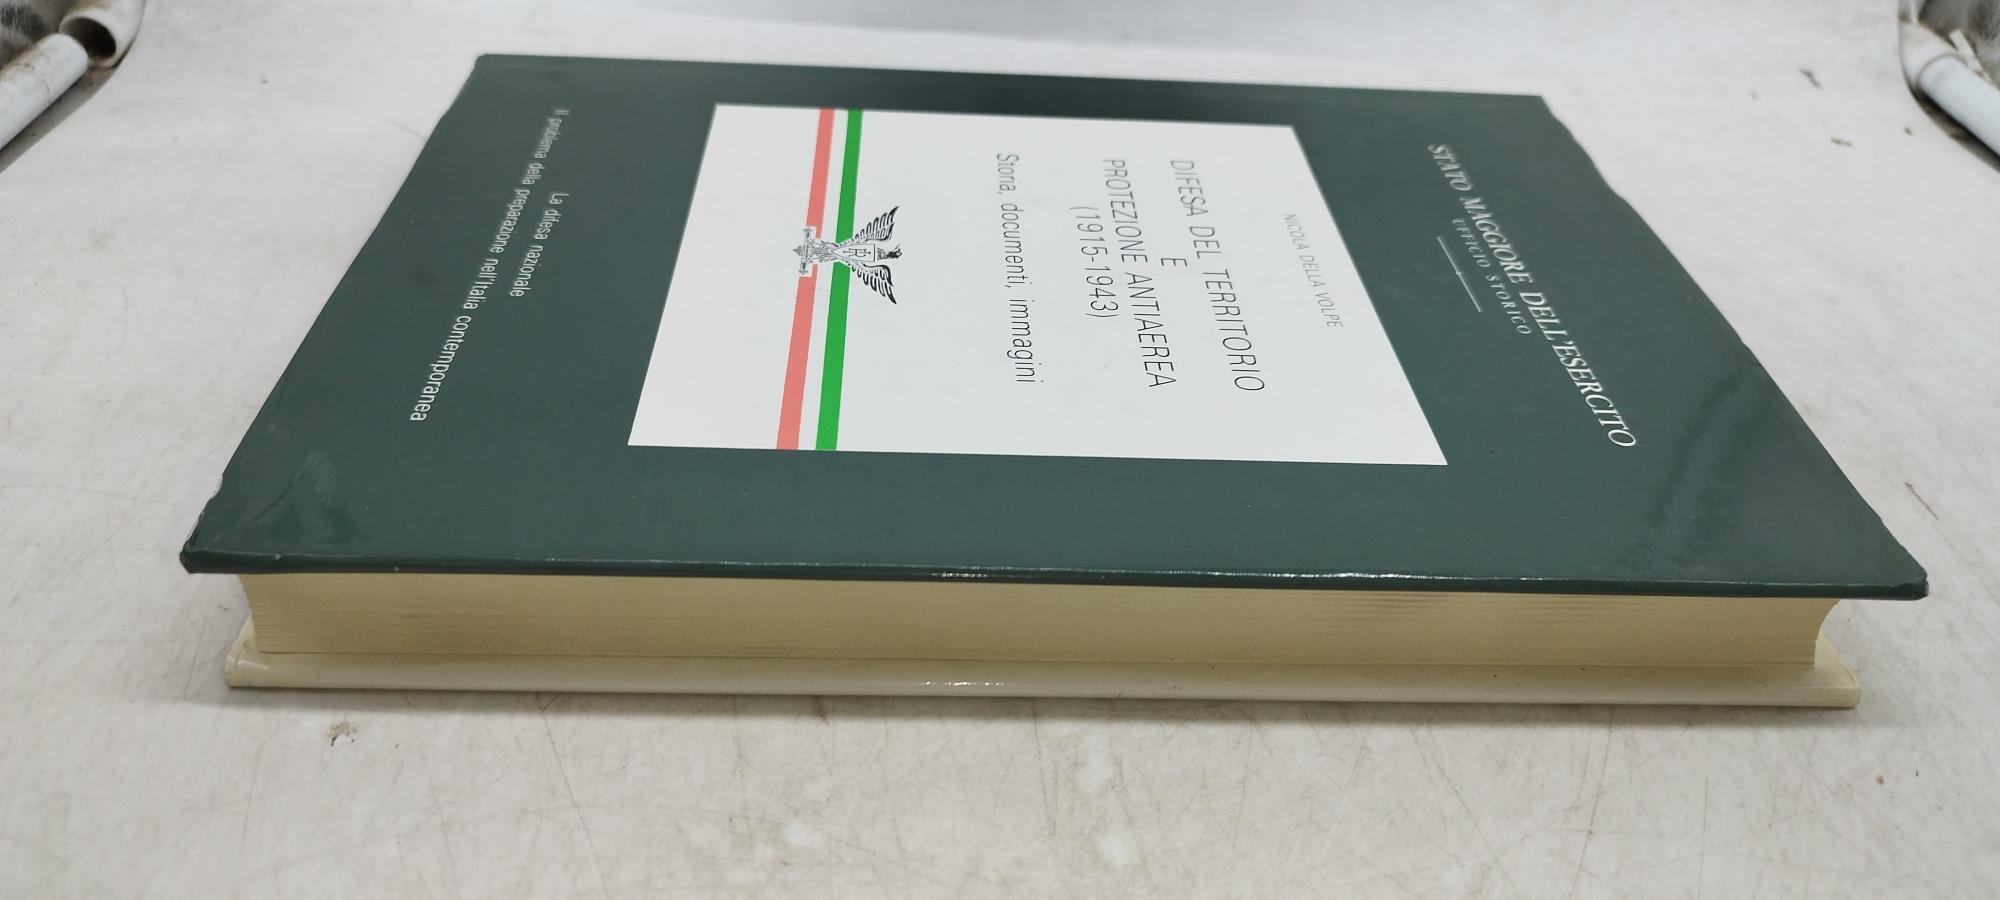 STATO MAGGIORE DELL'ESERCITO
UFFICIO STORICO
NICOLA DELLA VOLPE
DIFESA DEL TERRITORIO
E
PROTEZIONE ANTIAEREA
(1915-1943)
Storia, documenti, immagini
La difesa nazionale
Il problema della preparazione nell'Italia contemporanea